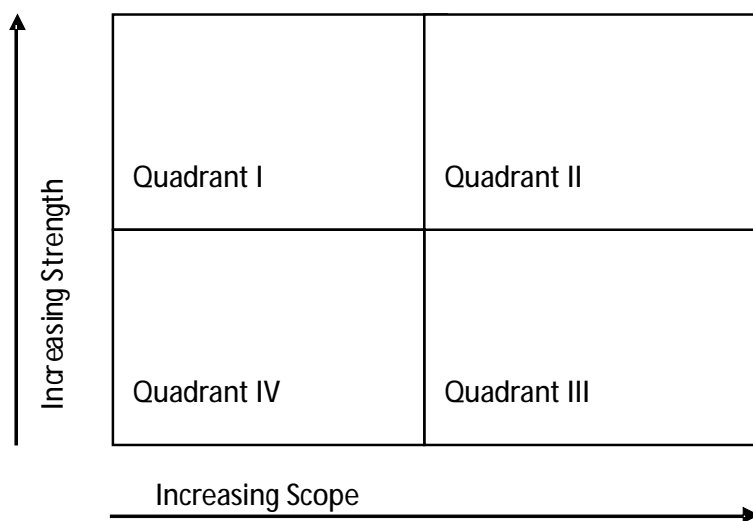 Increasing Strength
Quadrant I
Quadrant II
Quadrant IV
Quadrant III
Increasing Scope